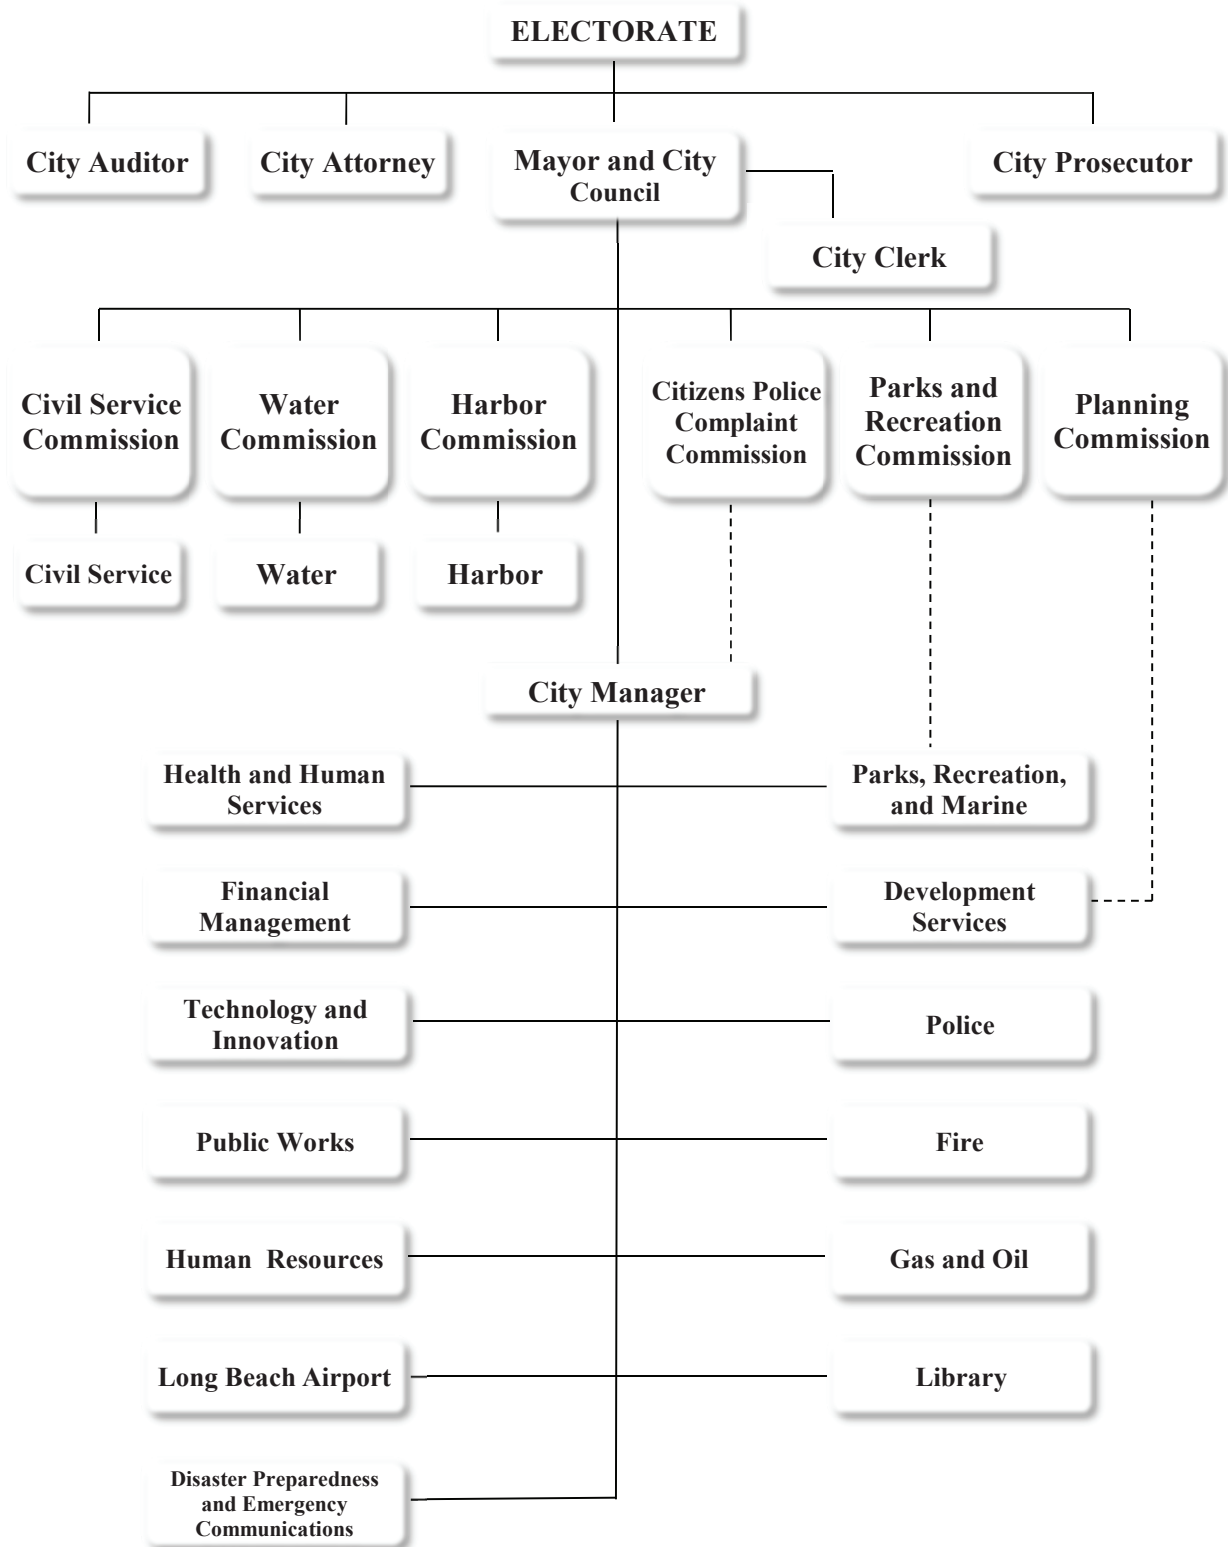 ELECTORATE
City Auditor
City Attorney
Mayor and City
Council
City Prosecutor
City Clerk
Civil Service
Commission
Water
Commission
Harbor
Commission
Citizens Police
Complaint
Commission
Parks and
Recreation
Commission
Planning
Commission
Civil Service
Water
Harbor
City Manager
Health and Human
Services
Parks, Recreation,
and Marine
Financial
Management
Development
Services
Technology and
Innovation
Police
Public Works
Fire
Human  Resources
Gas and Oil
Long Beach Airport
Library
Disaster Preparedness
and Emergency
Communications